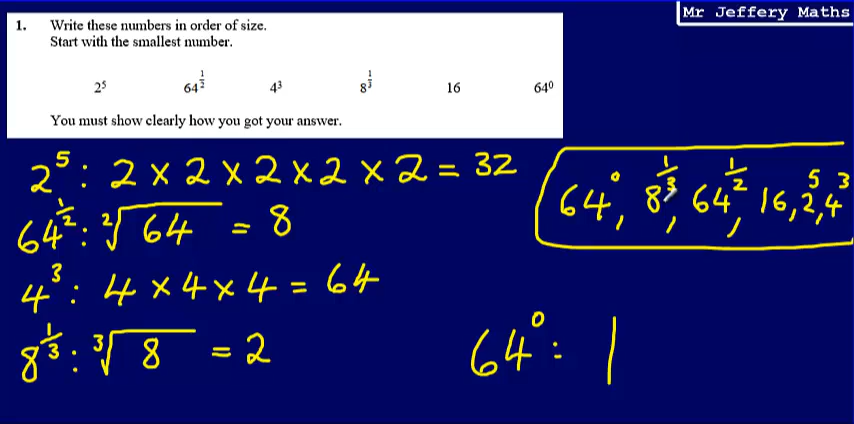 Mr Jeffery Maths
1. Write these numbers in order of size.
Start with the smallest number.
2⁵ 64^(1/2) 4³ 8^(1/3) 16 64⁰
You must show clearly how you got your answer.
2⁵: 2 × 2 × 2 × 2 × 2 = 32
64⁰, 8^(1/3), 64^(1/2), 16, 2⁵, 4³
64^(1/2): ²√64 = 8
4³: 4 × 4 × 4 = 64
8^(1/3): ³√8 = 2
64⁰: 1